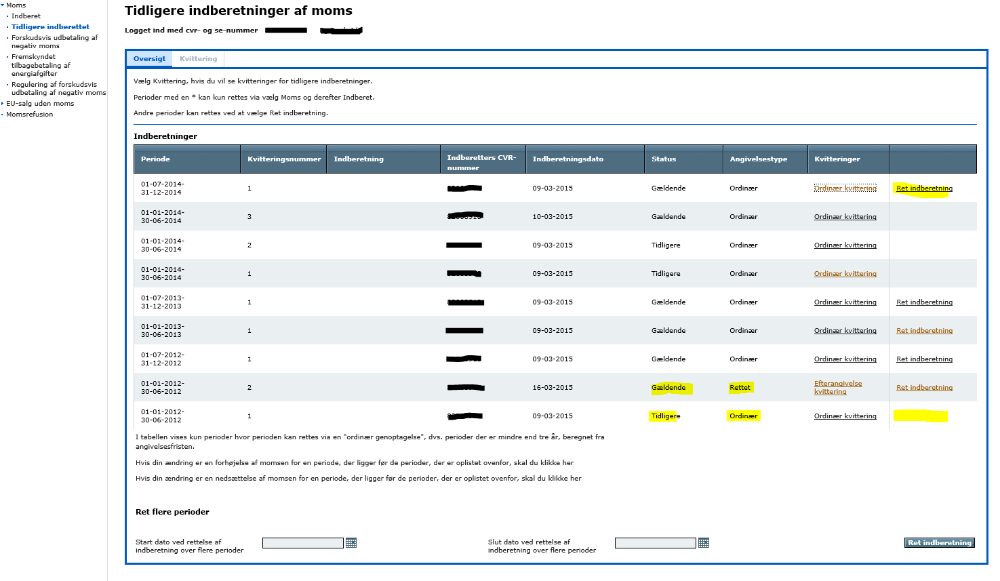 Moms
Indberet
Tidligere indberettet
Forskudsvis udbetaling af
negativ moms
Fremskyndet
tilbagebetaling af
energiafgifter
Regulering af forskudsvis
udbetaling af negativ moms
EU-salg uden moms
Momsrefusion
Tidligere indberetninger af moms
Logget ind med cvr- og se-nummer
Oversigt Kvittering
Vælg Kvittering, hvis du vil se kvitteringer for tidligere indberetninger.
Perioder med en * kan kun rettes via vælg Moms og derefter Indberet.
Andre perioder kan rettes ved at vælge Ret indberetning.
Indberetninger
Periode Kvitteringsnummer Indberetning Indberetters CVR-
nummer Indberetningsdato Status Angivelsestype Kvitteringer
01-07-2014-
31-12-2014 1 09-03-2015 Gældende Ordinær Ordinær kvittering Ret indberetning
01-01-2014-
30-06-2014 3 10-03-2015 Gældende Ordinær Ordinær kvittering
01-01-2014-
30-06-2014 2 09-03-2015 Tidligere Ordinær Ordinær kvittering
01-01-2014-
30-06-2014 1 09-03-2015 Tidligere Ordinær Ordinær kvittering
01-07-2013-
31-12-2013 1 09-03-2015 Gældende Ordinær Ordinær kvittering Ret indberetning
01-01-2013-
30-06-2013 1 09-03-2015 Gældende Ordinær Ordinær kvittering Ret indberetning
01-07-2012-
31-12-2012 1 09-03-2015 Gældende Ordinær Ordinær kvittering Ret indberetning
01-01-2012-
30-06-2012 2 16-03-2015 Gældende Rettet Efterangivelse
kvittering Ret indberetning
01-01-2012-
30-06-2012 1 09-03-2015 Tidligere Ordinær Ordinær kvittering
I tabellen vises kun perioder hvor perioden kan rettes via en "ordinær genoptagelse", dvs. perioder der er mindre end tre år, beregnet fra
angivelsesfristen.
Hvis din ændring er en forhøjelse af momsen for en periode, der ligger før de perioder, der er oplistet ovenfor, skal du klikke her
Hvis din ændring er en nedsættelse af momsen for en periode, der ligger før de perioder, der er oplistet ovenfor, skal du klikke her
Ret flere perioder
Start dato ved rettelse af
indberetning over flere perioder
Slut dato ved rettelse af
indberetning over flere perioder
Ret indberetning